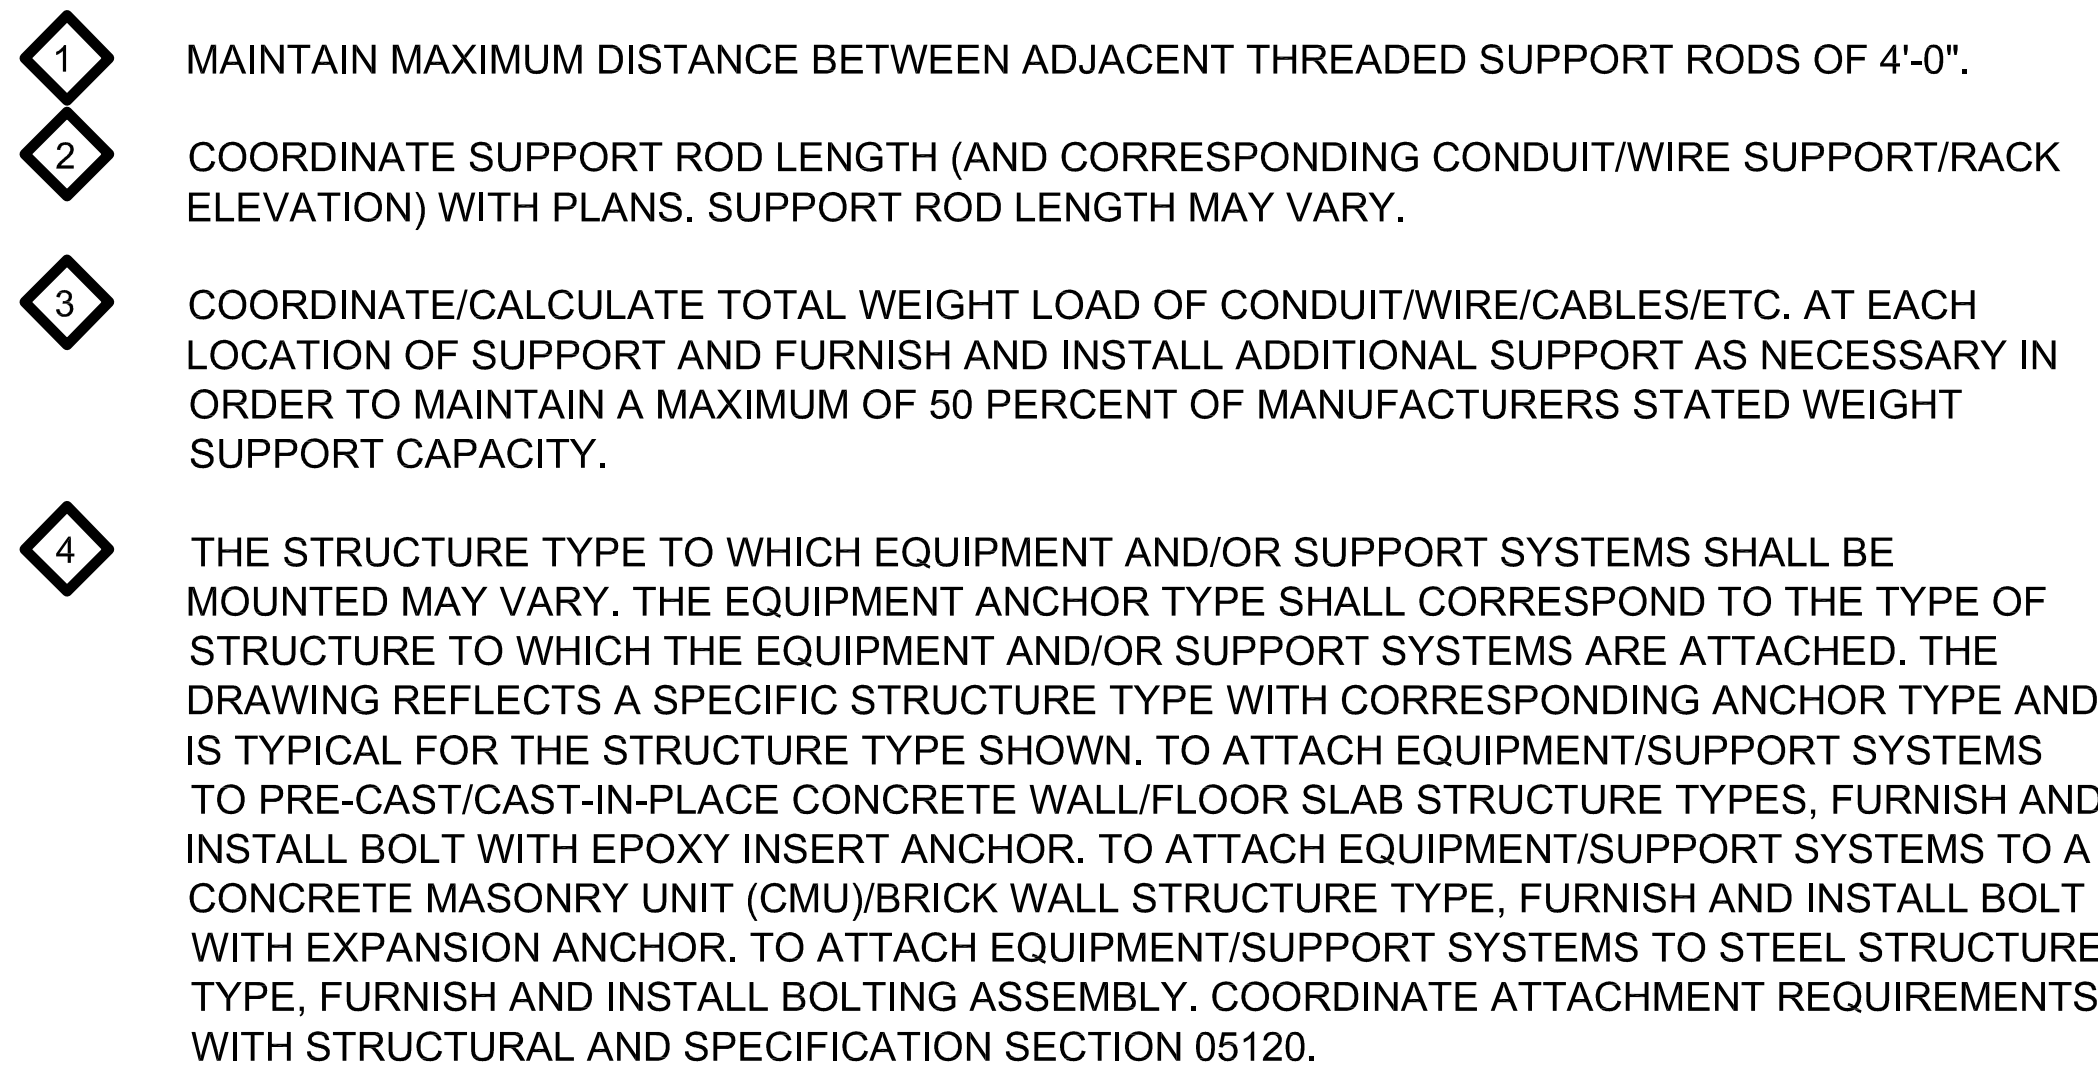 1 MAINTAIN MAXIMUM DISTANCE BETWEEN ADJACENT THREADED SUPPORT RODS OF 4'-0".
2 COORDINATE SUPPORT ROD LENGTH (AND CORRESPONDING CONDUIT/WIRE SUPPORT/RACK
ELEVATION) WITH PLANS. SUPPORT ROD LENGTH MAY VARY.
3 COORDINATE/CALCULATE TOTAL WEIGHT LOAD OF CONDUIT/WIRE/CABLES/ETC. AT EACH
LOCATION OF SUPPORT AND FURNISH AND INSTALL ADDITIONAL SUPPORT AS NECESSARY IN
ORDER TO MAINTAIN A MAXIMUM OF 50 PERCENT OF MANUFACTURERS STATED WEIGHT
SUPPORT CAPACITY.
4 THE STRUCTURE TYPE TO WHICH EQUIPMENT AND/OR SUPPORT SYSTEMS SHALL BE
MOUNTED MAY VARY. THE EQUIPMENT ANCHOR TYPE SHALL CORRESPOND TO THE TYPE OF
STRUCTURE TO WHICH THE EQUIPMENT AND/OR SUPPORT SYSTEMS ARE ATTACHED. THE
DRAWING REFLECTS A SPECIFIC STRUCTURE TYPE WITH CORRESPONDING ANCHOR TYPE AND
IS TYPICAL FOR THE STRUCTURE TYPE SHOWN. TO ATTACH EQUIPMENT/SUPPORT SYSTEMS
TO PRE-CAST/CAST-IN-PLACE CONCRETE WALL/FLOOR SLAB STRUCTURE TYPES, FURNISH AND
INSTALL BOLT WITH EPOXY INSERT ANCHOR. TO ATTACH EQUIPMENT/SUPPORT SYSTEMS TO A
CONCRETE MASONRY UNIT (CMU)/BRICK WALL STRUCTURE TYPE, FURNISH AND INSTALL BOLT
WITH EXPANSION ANCHOR. TO ATTACH EQUIPMENT/SUPPORT SYSTEMS TO STEEL STRUCTURE
TYPE, FURNISH AND INSTALL BOLTING ASSEMBLY. COORDINATE ATTACHMENT REQUIREMENTS
WITH STRUCTURAL AND SPECIFICATION SECTION 05120.